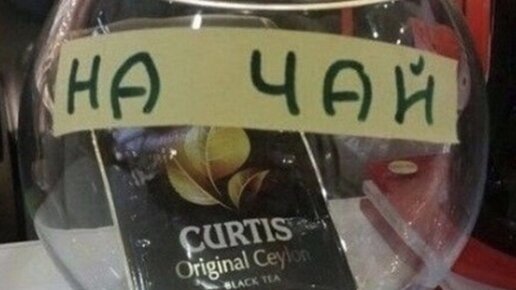 НА ЧАЙ
CURTIS
Original Ceylon
BLACK TEA